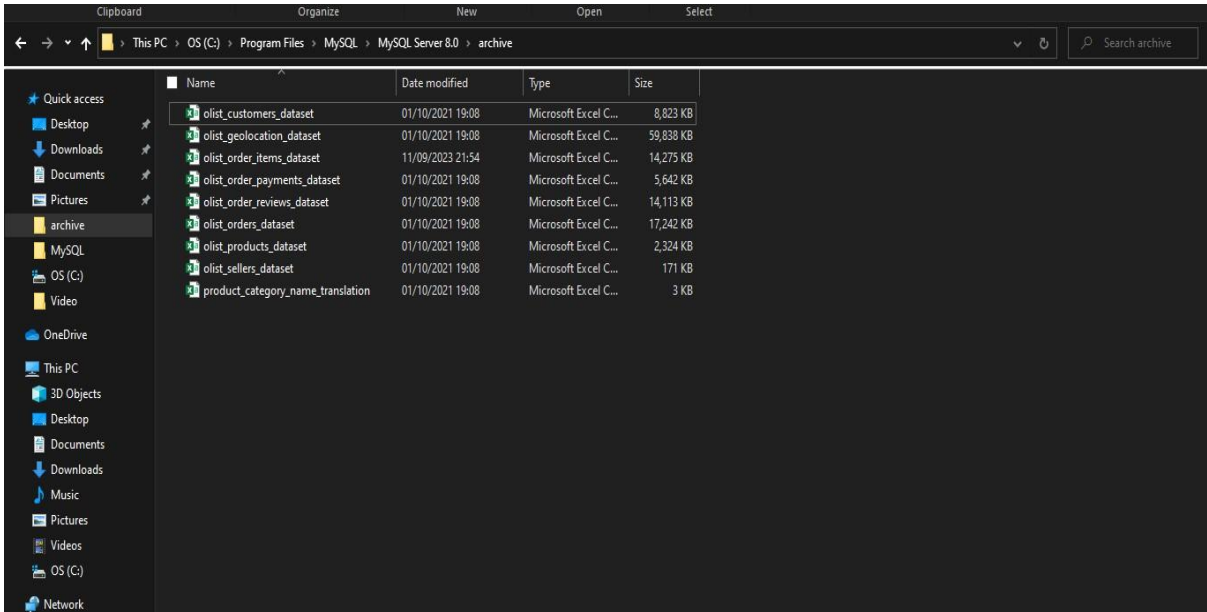 Clipboard Organize New Open Select
This PC > OS (C:) > Program Files > MySQL > MySQL Server 8.0 > archive
Search archive
Name Date modified Type Size
Quick access
Desktop
Downloads
Documents
Pictures
archive
MySQL
OS (C:)
Video
OneDrive
This PC
3D Objects
Desktop
Documents
Downloads
Music
Pictures
Videos
OS (C:)
Network
olist_customers_dataset 01/10/2021 19:08 Microsoft Excel C... 8,823 KB
olist_geolocation_dataset 01/10/2021 19:08 Microsoft Excel C... 59,838 KB
olist_order_items_dataset 11/09/2023 21:54 Microsoft Excel C... 14,275 KB
olist_order_payments_dataset 01/10/2021 19:08 Microsoft Excel C... 5,642 KB
olist_order_reviews_dataset 01/10/2021 19:08 Microsoft Excel C... 14,113 KB
olist_orders_dataset 01/10/2021 19:08 Microsoft Excel C... 17,242 KB
olist_products_dataset 01/10/2021 19:08 Microsoft Excel C... 2,324 KB
olist_sellers_dataset 01/10/2021 19:08 Microsoft Excel C... 171 KB
product_category_name_translation 01/10/2021 19:08 Microsoft Excel C... 3 KB